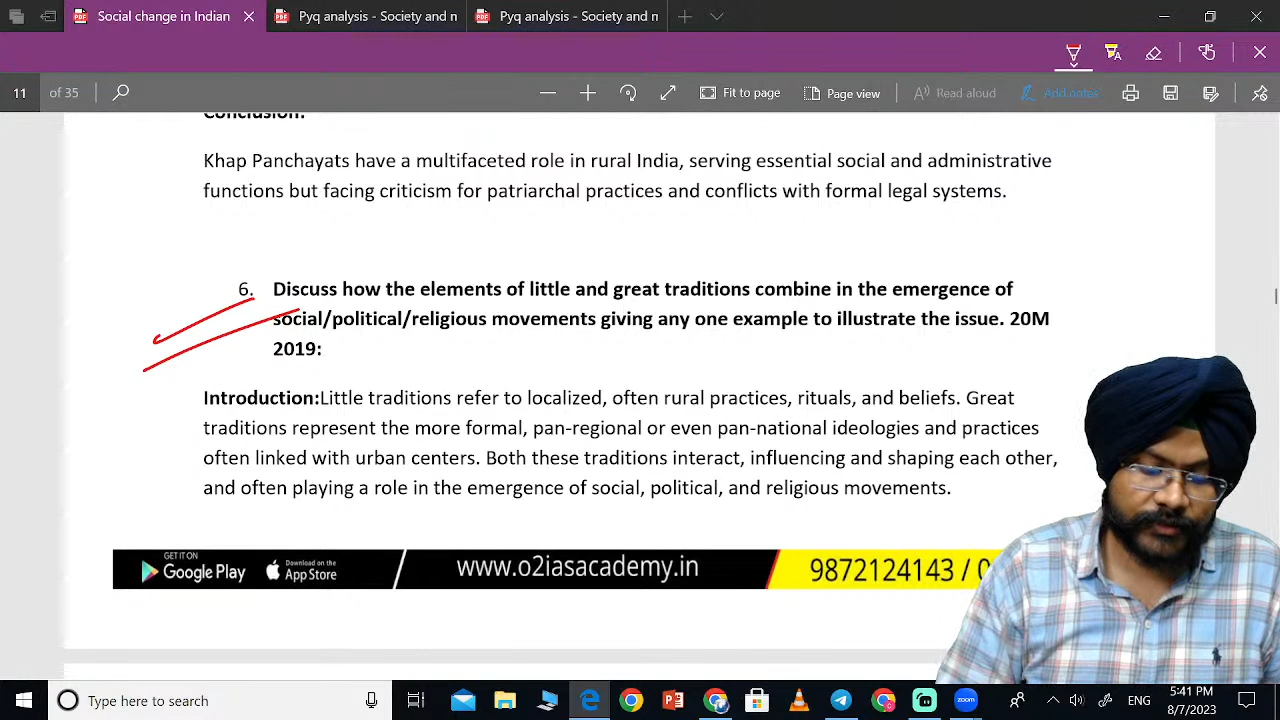 Social change in Indian
Pyq analysis - Society and n
Pyq analysis - Society and n
11 of 35
Fit to page
Page view
Read aloud
Add notes
Conclusion:
Khap Panchayats have a multifaceted role in rural India, serving essential social and administrative
functions but facing criticism for patriarchal practices and conflicts with formal legal systems.
6. Discuss how the elements of little and great traditions combine in the emergence of
social/political/religious movements giving any one example to illustrate the issue. 20M
2019:
Introduction:Little traditions refer to localized, often rural practices, rituals, and beliefs. Great
traditions represent the more formal, pan-regional or even pan-national ideologies and practices
often linked with urban centers. Both these traditions interact, influencing and shaping each other,
and often playing a role in the emergence of social, political, and religious movements.
GET IT ON
Google Play
Download on the
App Store
www.o2iasacademy.in
9872124143 / 0
Type here to search
zoom
ENG
5:41 PM
8/7/2023